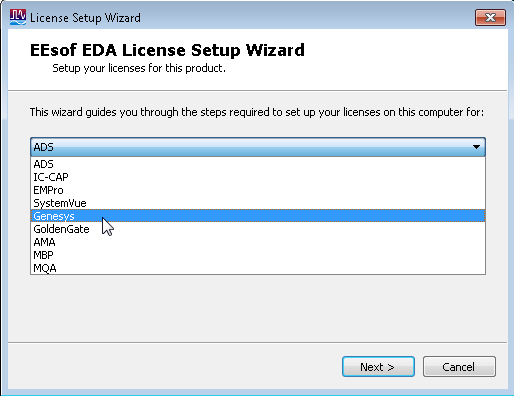 License Setup Wizard
EEsof EDA License Setup Wizard
Setup your licenses for this product.
This wizard guides you through the steps required to set up your licenses on this computer for:
ADS
ADS
IC-CAP
EMPro
SystemVue
Genesys
GoldenGate
AMA
MBP
MQA
Next >
Cancel